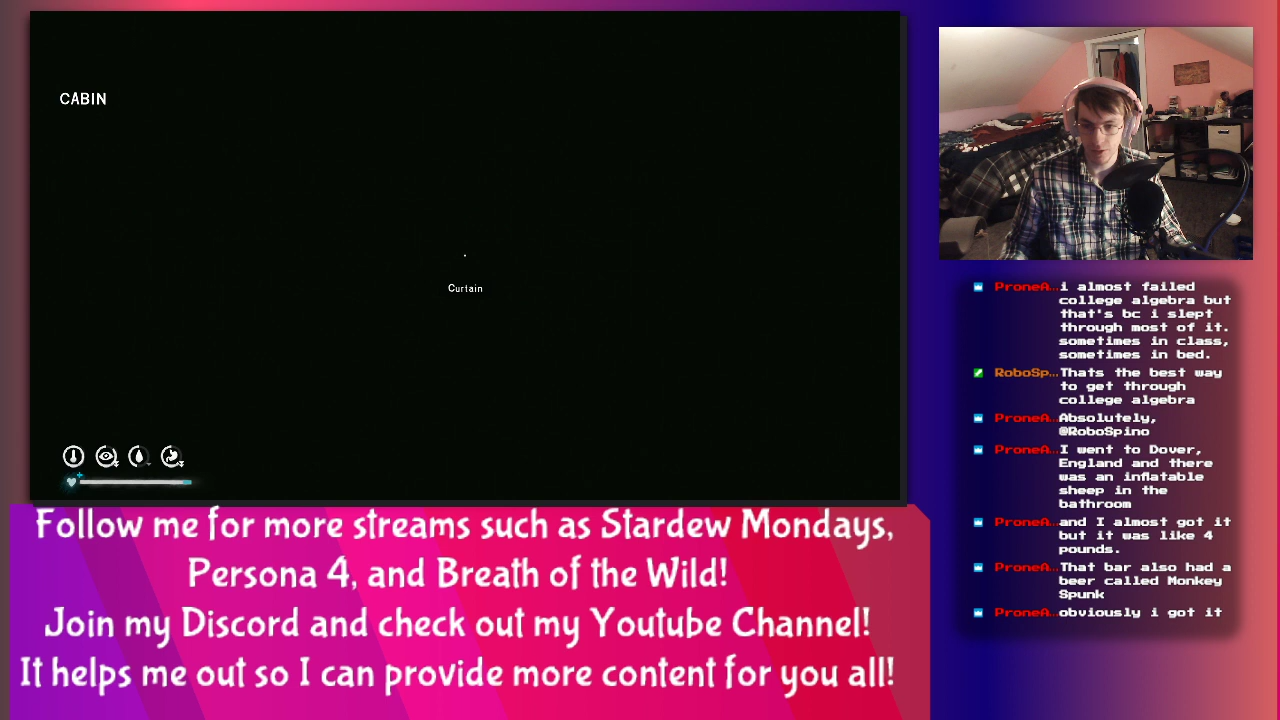 CABIN
Curtain
Follow me for more streams such as Stardew Mondays,
Persona 4, and Breath of the Wild!
Join my Discord and check out my Youtube Channel!
It helps me out so I can provide more content for you all!
ProneA… i almost failed
college algebra but
that's bc i slept
through most of it.
sometimes in class,
sometimes in bed.
RoboSp… Thats the best way
to get through
college algebra
ProneA… Absolutely,
@RoboSpino
ProneA… I went to Dover,
England and there
was an inflatable
sheep in the
bathroom
ProneA… and I almost got it
but it was like 4
pounds.
ProneA… That bar also had a
beer called Monkey
Spunk
ProneA… obviously i got it